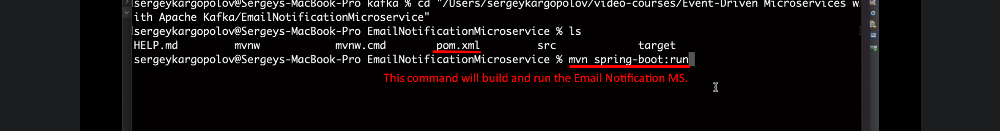 sergeykargopolov@Sergeys-MacBook-Pro kafka % cd "/Users/sergeykargopolov/video-courses/Event-Driven Microservices w
ith Apache Kafka/EmailNotificationMicroservice"
[sergeykargopolov@Sergeys-MacBook-Pro EmailNotificationMicroservice % ls ]
HELP.md mvnw mvnw.cmd pom.xml src target
sergeykargopolov@Sergeys-MacBook-Pro EmailNotificationMicroservice % mvn spring-boot:run
This command will build and run the Email Notification MS.